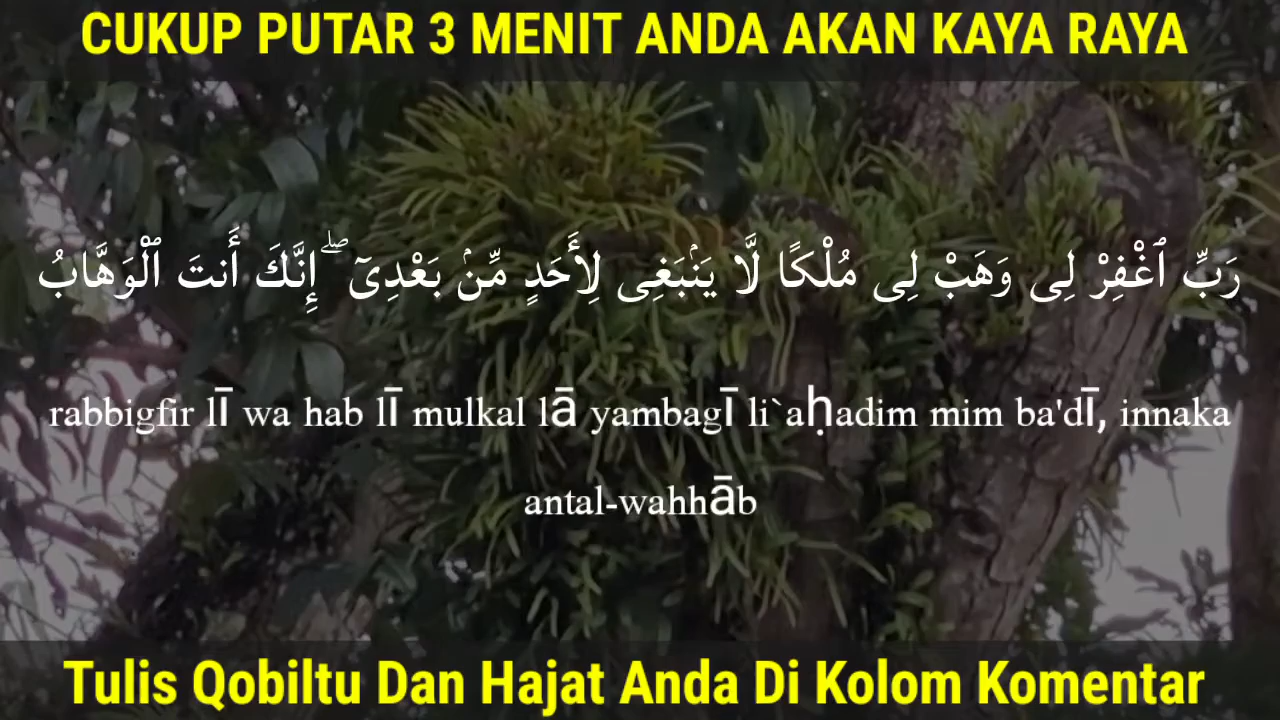 CUKUP PUTAR 3 MENIT ANDA AKAN KAYA RAYA
رَبِّ ٱغْفِرْ لِى وَهَبْ لِى مُلْكًا لَّا يَنۢبَغِى لِأَحَدٍ مِّنۢ بَعْدِىٓ ۖ إِنَّكَ أَنتَ ٱلْوَهَّابُ
rabbigfir lī wa hab lī mulkal lā yambagī li`aḥadim mim ba'dī, innaka
antal-wahhāb
Tulis Qobiltu Dan Hajat Anda Di Kolom Komentar